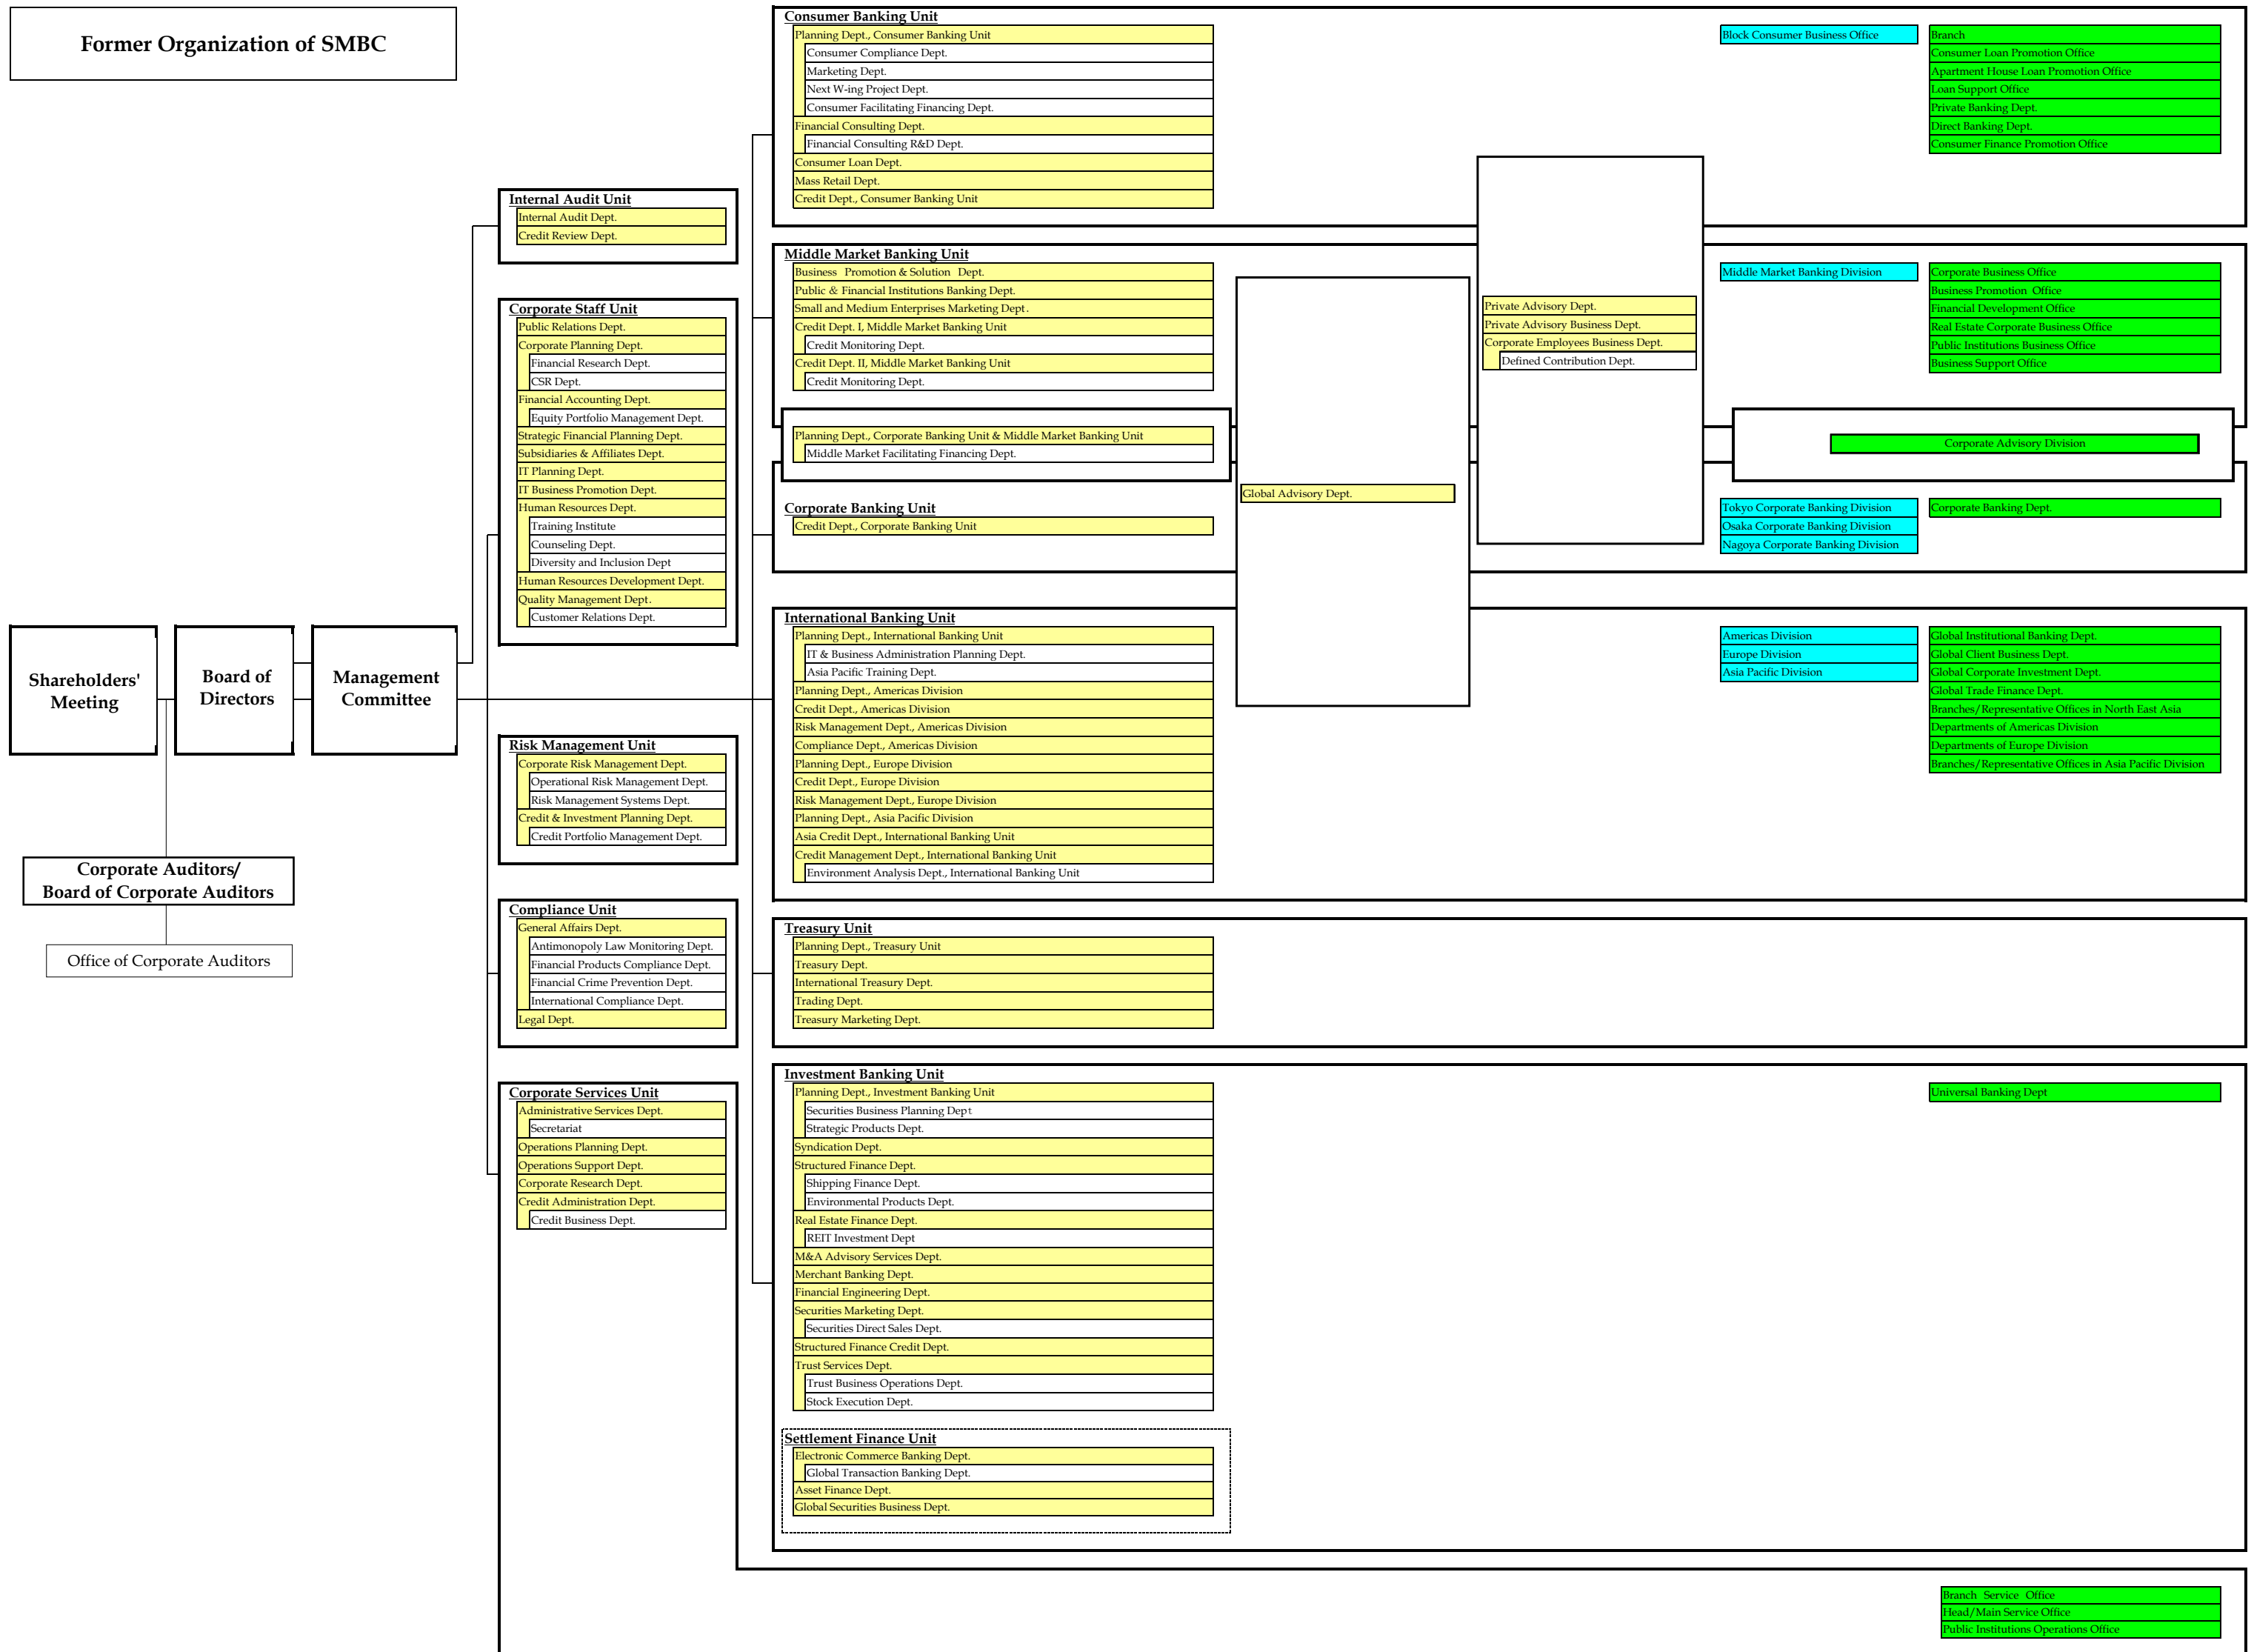 Former Organization of SMBC
Shareholders'
Meeting
Board of
Directors
Management
Committee
Corporate Auditors/
Board of Corporate Auditors
Office of Corporate Auditors
Internal Audit Unit
Internal Audit Dept.
Credit Review Dept.
Corporate Staff Unit
Public Relations Dept.
Corporate Planning Dept.
Financial Research Dept.
CSR Dept.
Financial Accounting Dept.
Equity Portfolio Management Dept.
Strategic Financial Planning Dept.
Subsidiaries & Affiliates Dept.
IT Planning Dept.
IT Business Promotion Dept.
Human Resources Dept.
Training Institute
Counseling Dept.
Diversity and Inclusion Dept
Human Resources Development Dept.
Quality Management Dept.
Customer Relations Dept.
Risk Management Unit
Corporate Risk Management Dept.
Operational Risk Management Dept.
Risk Management Systems Dept.
Credit & Investment Planning Dept.
Credit Portfolio Management Dept.
Compliance Unit
General Affairs Dept.
Antimonopoly Law Monitoring Dept.
Financial Products Compliance Dept.
Financial Crime Prevention Dept.
International Compliance Dept.
Legal Dept.
Corporate Services Unit
Administrative Services Dept.
Secretariat
Operations Planning Dept.
Operations Support Dept.
Corporate Research Dept.
Credit Administration Dept.
Credit Business Dept.
Consumer Banking Unit
Planning Dept., Consumer Banking Unit
Consumer Compliance Dept.
Marketing Dept.
Next W-ing Project Dept.
Consumer Facilitating Financing Dept.
Financial Consulting Dept.
Financial Consulting R&D Dept.
Consumer Loan Dept.
Mass Retail Dept.
Credit Dept., Consumer Banking Unit
Block Consumer Business Office
Branch
Consumer Loan Promotion Office
Apartment House Loan Promotion Office
Loan Support Office
Private Banking Dept.
Direct Banking Dept.
Consumer Finance Promotion Office
Middle Market Banking Unit
Business Promotion & Solution Dept.
Public & Financial Institutions Banking Dept.
Small and Medium Enterprises Marketing Dept.
Credit Dept. I, Middle Market Banking Unit
Credit Monitoring Dept.
Credit Dept. II, Middle Market Banking Unit
Credit Monitoring Dept.
Private Advisory Dept.
Private Advisory Business Dept.
Corporate Employees Business Dept.
Defined Contribution Dept.
Middle Market Banking Division
Corporate Business Office
Business Promotion Office
Financial Development Office
Real Estate Corporate Business Office
Public Institutions Business Office
Business Support Office
Planning Dept., Corporate Banking Unit & Middle Market Banking Unit
Middle Market Facilitating Financing Dept.
Corporate Advisory Division
Global Advisory Dept.
Corporate Banking Unit
Credit Dept., Corporate Banking Unit
Tokyo Corporate Banking Division
Osaka Corporate Banking Division
Nagoya Corporate Banking Division
Corporate Banking Dept.
International Banking Unit
Planning Dept., International Banking Unit
IT & Business Administration Planning Dept.
Asia Pacific Training Dept.
Planning Dept., Americas Division
Credit Dept., Americas Division
Risk Management Dept., Americas Division
Compliance Dept., Americas Division
Planning Dept., Europe Division
Credit Dept., Europe Division
Risk Management Dept., Europe Division
Planning Dept., Asia Pacific Division
Asia Credit Dept., International Banking Unit
Credit Management Dept., International Banking Unit
Environment Analysis Dept., International Banking Unit
Americas Division
Europe Division
Asia Pacific Division
Global Institutional Banking Dept.
Global Client Business Dept.
Global Corporate Investment Dept.
Global Trade Finance Dept.
Branches/Representative Offices in North East Asia
Departments of Americas Division
Departments of Europe Division
Branches/Representative Offices in Asia Pacific Division
Treasury Unit
Planning Dept., Treasury Unit
Treasury Dept.
International Treasury Dept.
Trading Dept.
Treasury Marketing Dept.
Investment Banking Unit
Planning Dept., Investment Banking Unit
Securities Business Planning Dept
Strategic Products Dept.
Syndication Dept.
Structured Finance Dept.
Shipping Finance Dept.
Environmental Products Dept.
Real Estate Finance Dept.
REIT Investment Dept
M&A Advisory Services Dept.
Merchant Banking Dept.
Financial Engineering Dept.
Securities Marketing Dept.
Securities Direct Sales Dept.
Structured Finance Credit Dept.
Trust Services Dept.
Trust Business Operations Dept.
Stock Execution Dept.
Universal Banking Dept
Settlement Finance Unit
Electronic Commerce Banking Dept.
Global Transaction Banking Dept.
Asset Finance Dept.
Global Securities Business Dept.
Branch Service Office
Head/Main Service Office
Public Institutions Operations Office